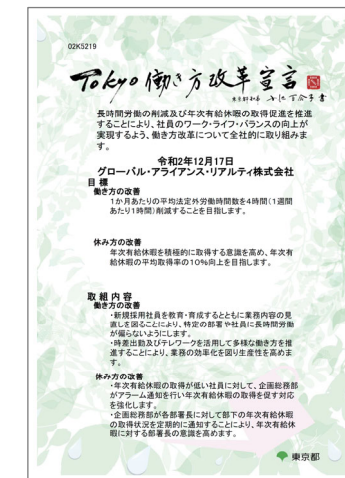 02K5219
Tokyo働き方改革宣言
東京都知事 小池百合子書
長時間労働の削減及び年次有給休暇の取得促進を推進
することにより、社員のワーク・ライフ・バランスの向上が
実現するよう、働き方改革について全社的に取り組みま
す。
令和2年12月17日
グローバル・アライアンス・リアルティ株式会社
目 標
働き方の改善
1か月あたりの平均法定外労働時間数を4時間(1週間
あたり1時間)削減することを目指します。
休み方の改善
年次有給休暇を積極的に取得する意識を高め、年次有
給休暇の平均取得率の10%向上を目指します。
取 組 内 容
働き方の改善
・新規採用社員を教育・育成するとともに業務内容の見
直しを図ることにより、特定の部署や社員に長時間労働
が偏らないようにします。
・時差出勤及びテレワークを活用して多様な働き方を推
進することにより、業務の効率化を図り生産性を高めま
す。
休み方の改善
・年次有給休暇の取得が低い社員に対して、企画総務部
がアラーム通知を行い年次有給休暇の取得を促す対応
を強化します。
・企画総務部が各部署長に対して部下の年次有給休暇
の取得状況を定期的に通知することにより、年次有給休
暇に対する部署長の意識を高めます。
東京都